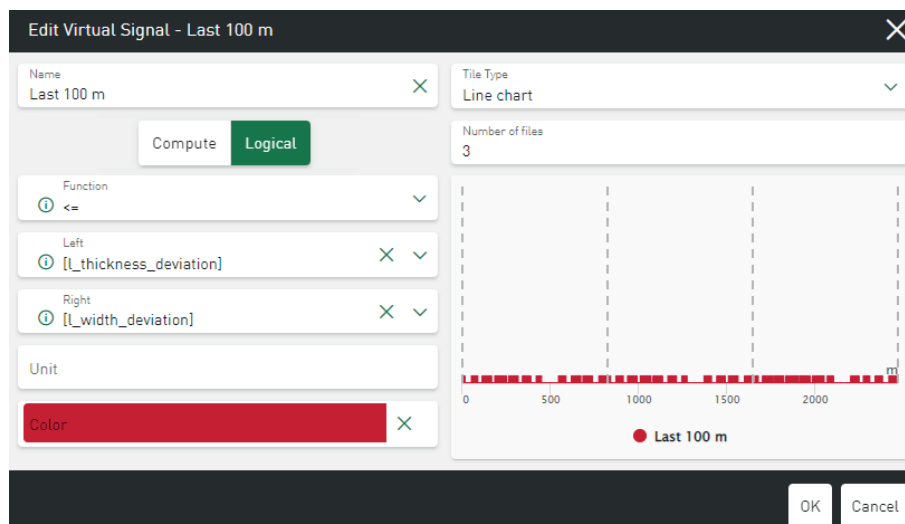 Edit Virtual Signal - Last 100 m
Name
Last 100 m
Compute
Logical
Function
<=
Left
[l_thickness_deviation]
Right
[l_width_deviation]
Unit
Color
Tile Type
Line chart
Number of files
3
m
0 500 1000 1500 2000
Last 100 m
OK
Cancel